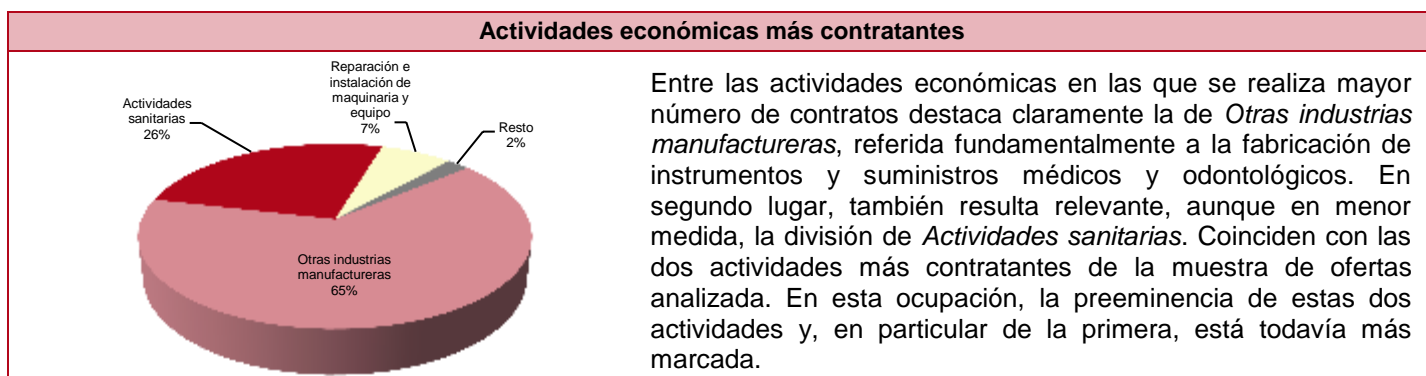 Actividades económicas más contratantes
Reparación e
instalación de
maquinaria y
equipo
7%
Actividades
sanitarias
26%
Resto
2%
Otras industrias
manufactureras
65%
Entre las actividades económicas en las que se realiza mayor
número de contratos destaca claramente la de Otras industrias
manufactureras, referida fundamentalmente a la fabricación de
instrumentos y suministros médicos y odontológicos. En
segundo lugar, también resulta relevante, aunque en menor
medida, la división de Actividades sanitarias. Coinciden con las
dos actividades más contratantes de la muestra de ofertas
analizada. En esta ocupación, la preeminencia de estas dos
actividades y, en particular de la primera, está todavía más
marcada.